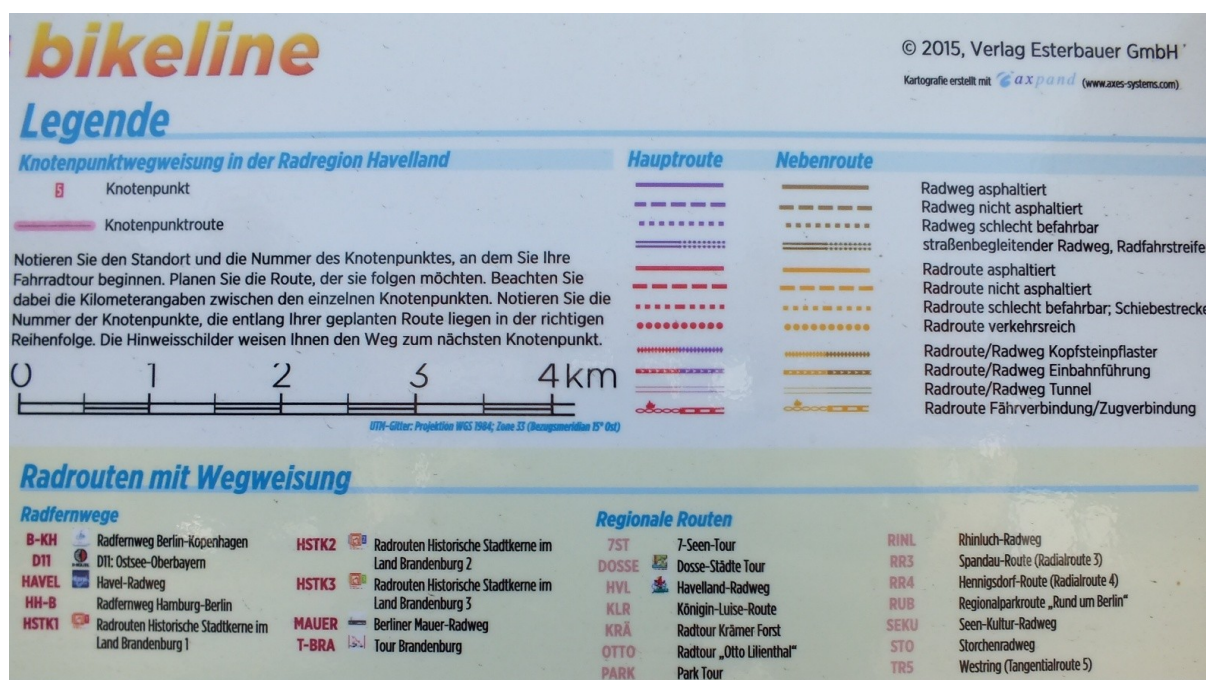 bikeline
© 2015, Verlag Esterbauer GmbH
Kartografie erstellt mit axpand (www.axes-systems.com)
Legende
Knotenpunktwegweisung in der Radregion Havelland
5 Knotenpunkt
Knotenpunktroute
Notieren Sie den Standort und die Nummer des Knotenpunktes, an dem Sie Ihre
Fahrradtour beginnen. Planen Sie die Route, der sie folgen möchten. Beachten Sie
dabei die Kilometerangaben zwischen den einzelnen Knotenpunkten. Notieren Sie die
Nummer der Knotenpunkte, die entlang Ihrer geplanten Route liegen in der richtigen
Reihenfolge. Die Hinweisschilder weisen Ihnen den Weg zum nächsten Knotenpunkt.
0 1 2 3 4 km
UTM-Gitter: Projektion WGS 1984; Zone 33 (Bezugsmeridian 15° Ost)
Hauptroute Nebenroute
Radweg asphaltiert
Radweg nicht asphaltiert
Radweg schlecht befahrbar
straßenbegleitender Radweg, Radfahrstreife
Radroute asphaltiert
Radroute nicht asphaltiert
Radroute schlecht befahrbar; Schiebestrecke
Radroute verkehrsreich
Radroute/Radweg Kopfsteinpflaster
Radroute/Radweg Einbahnführung
Radroute/Radweg Tunnel
Radroute Fährverbindung/Zugverbindung
Radrouten mit Wegweisung
Radfernwege
B-KH Radfernweg Berlin-Kopenhagen
D11 D11: Ostsee-Oberbayern
HAVEL Havel-Radweg
HH-B Radfernweg Hamburg-Berlin
HSTK1 Radrouten Historische Stadtkerne im
Land Brandenburg 1
HSTK2 Radrouten Historische Stadtkerne im
Land Brandenburg 2
HSTK3 Radrouten Historische Stadtkerne im
Land Brandenburg 3
MAUER Berliner Mauer-Radweg
T-BRA Tour Brandenburg
Regionale Routen
7ST 7-Seen-Tour
DOSSE Dosse-Städte Tour
HVL Havelland-Radweg
KLR Königin-Luise-Route
KRÄ Radtour Krämer Forst
OTTO Radtour „Otto Lilienthal“
PARK Park Tour
RINL Rhinluch-Radweg
RR3 Spandau-Route (Radialroute 3)
RR4 Hennigsdorf-Route (Radialroute 4)
RUB Regionalparkroute „Rund um Berlin“
SEKU Seen-Kultur-Radweg
STO Storchenradweg
TR5 Westring (Tangentialroute 5)